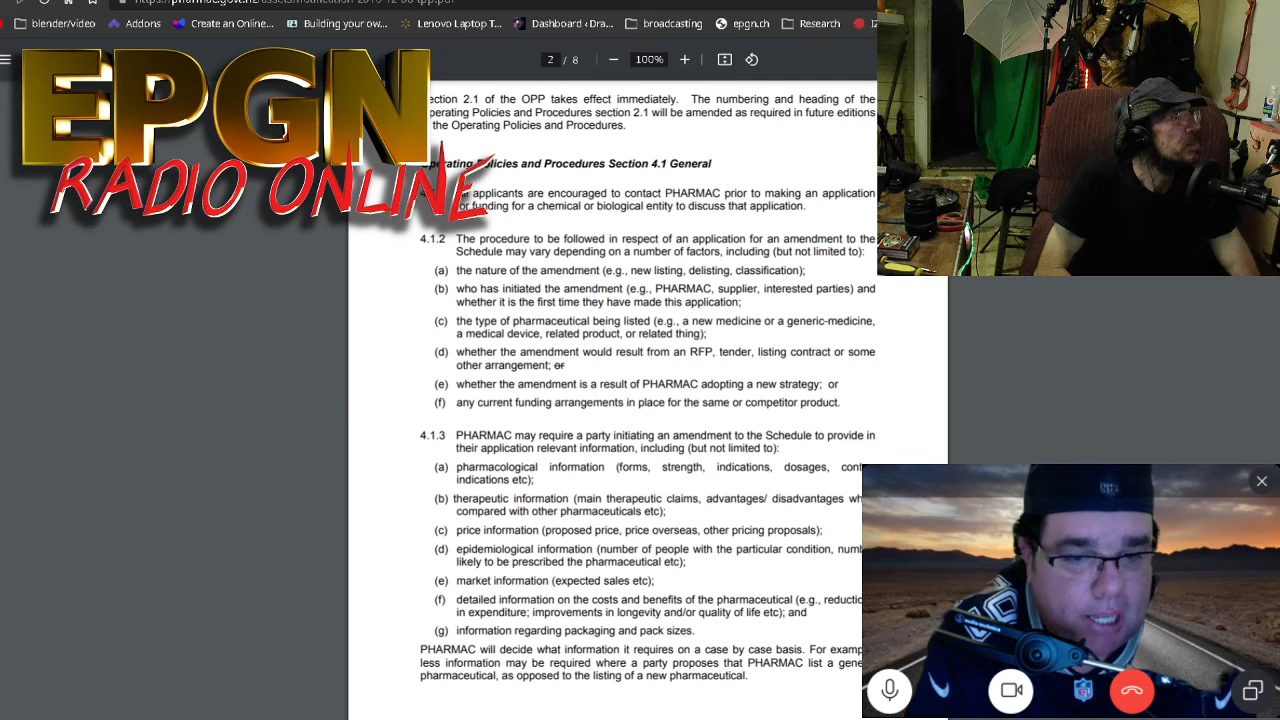 https://pharmac.govt.nz/assets/notification-2010-12-08-opp.pdf
blender/video
Addons
Create an Online...
Building your ow...
Lenovo Laptop T...
Dashboard ‹ Dra...
broadcasting
epgn.ch
Research
EPGN
RADIO ONLINE
2 / 8
100%
ection 2.1 of the OPP takes effect immediately. The numbering and heading of the
perating Policies and Procedures section 2.1 will be amended as required in future editions
the Operating Policies and Procedures.
Operating Policies and Procedures Section 4.1 General
applicants are encouraged to contact PHARMAC prior to making an application
or funding for a chemical or biological entity to discuss that application.
4.1.2 The procedure to be followed in respect of an application for an amendment to the
Schedule may vary depending on a number of factors, including (but not limited to):
(a) the nature of the amendment (e.g., new listing, delisting, classification);
(b) who has initiated the amendment (e.g., PHARMAC, supplier, interested parties) and
whether it is the first time they have made this application;
(c) the type of pharmaceutical being listed (e.g., a new medicine or a generic-medicine,
a medical device, related product, or related thing);
(d) whether the amendment would result from an RFP, tender, listing contract or some
other arrangement; or
(e) whether the amendment is a result of PHARMAC adopting a new strategy; or
(f) any current funding arrangements in place for the same or competitor product.
4.1.3 PHARMAC may require a party initiating an amendment to the Schedule to provide in
their application relevant information, including (but not limited to):
(a) pharmacological information (forms, strength, indications, dosages, cont
indications etc);
(b) therapeutic information (main therapeutic claims, advantages/ disadvantages wh
compared with other pharmaceuticals etc);
(c) price information (proposed price, price overseas, other pricing proposals);
(d) epidemiological information (number of people with the particular condition, numb
likely to be prescribed the pharmaceutical etc);
(e) market information (expected sales etc);
(f) detailed information on the costs and benefits of the pharmaceutical (e.g., reductio
in expenditure; improvements in longevity and/or quality of life etc); and
(g) information regarding packaging and pack sizes.
PHARMAC will decide what information it requires on a case by case basis. For examp
less information may be required where a party proposes that PHARMAC list a gene
pharmaceutical, as opposed to the listing of a new pharmaceutical.
NFL
audio-technica
NFL